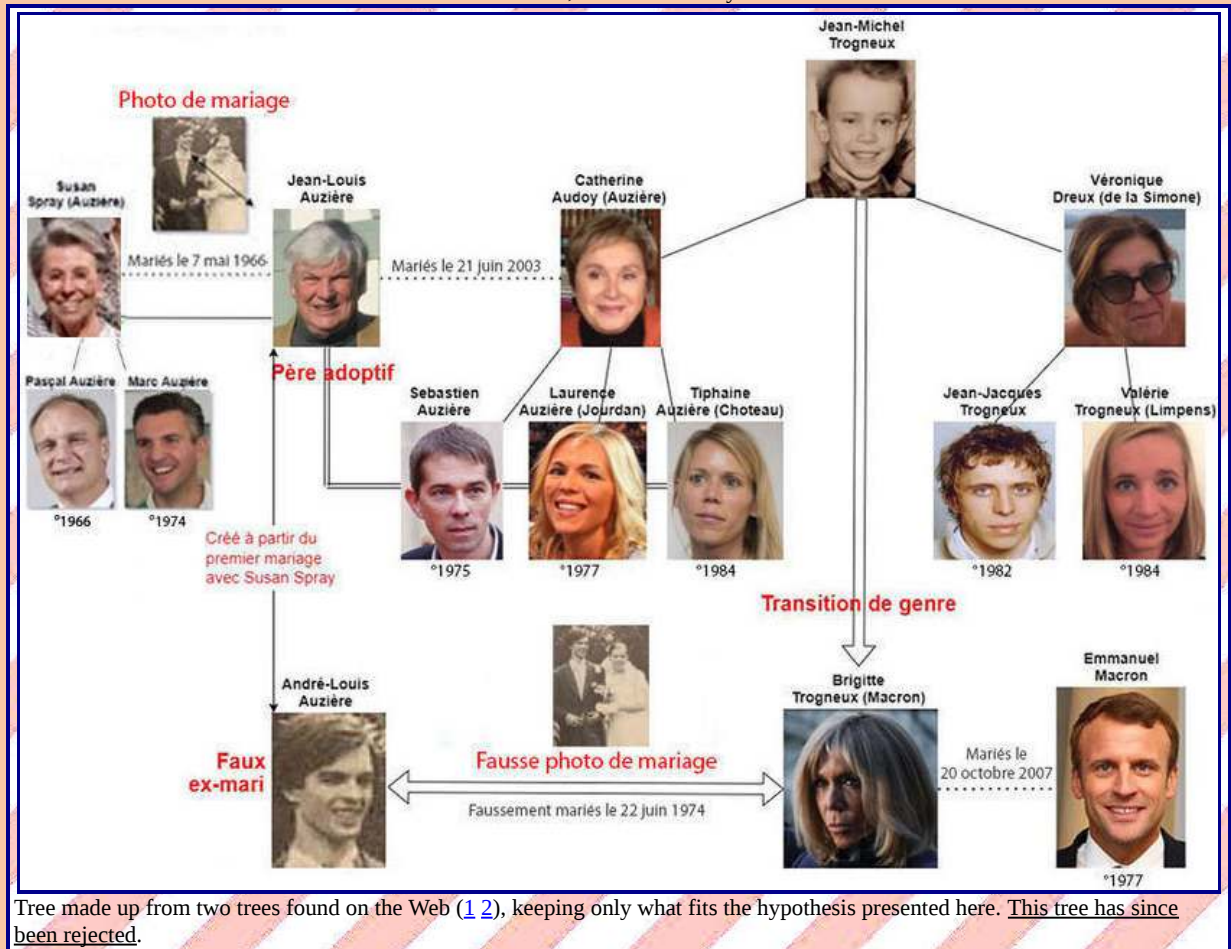 Jean-Michel
Trogneux
Photo de mariage
Susan
Spray (Auzière)
Jean-Louis
Auzière
Catherine
Audoy (Auzière)
Véronique
Dreux (de la Simone)
Mariés le 7 mai 1966
Mariés le 21 juin 2003
Pascal Auzière
Marc Auzière
Père adoptif
Sebastien
Auzière
Laurence
Auzière (Jourdan)
Tiphaine
Auzière (Choteau)
Jean-Jacques
Trogneux
Valérie
Trogneux (Limpens)
°1966
°1974
Créé à partir du
premier mariage
avec Susan Spray
°1975
°1977
°1984
°1982
°1984
Transition de genre
André-Louis
Auzière
Brigitte
Trogneux (Macron)
Emmanuel
Macron
Faux
ex-mari
Fausse photo de mariage
Faussement mariés le 22 juin 1974
Mariés le
20 octobre 2007
°1977
Tree made up from two trees found on the Web (1 2), keeping only what fits the hypothesis presented here. This tree has since
been rejected.